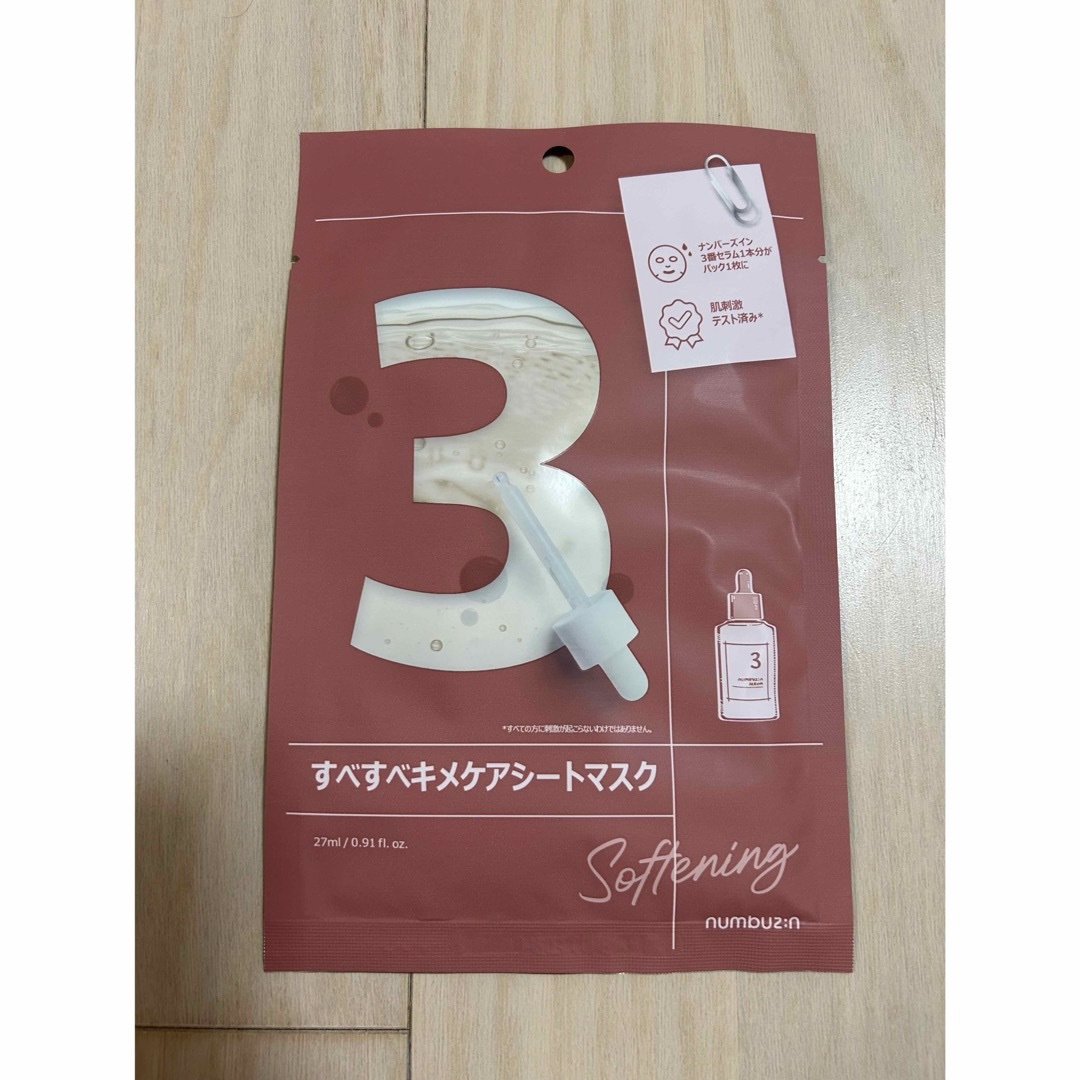 ナンバーズイン
3番セラム1本分が
パック1枚に
肌刺激
テスト済み*
3
3
numbuz:n
serum
*すべての方に刺激が起こらないわけではありません。
すべすべキメケアシートマスク
27ml / 0.91 fl. oz.
Softening
numbuz:n